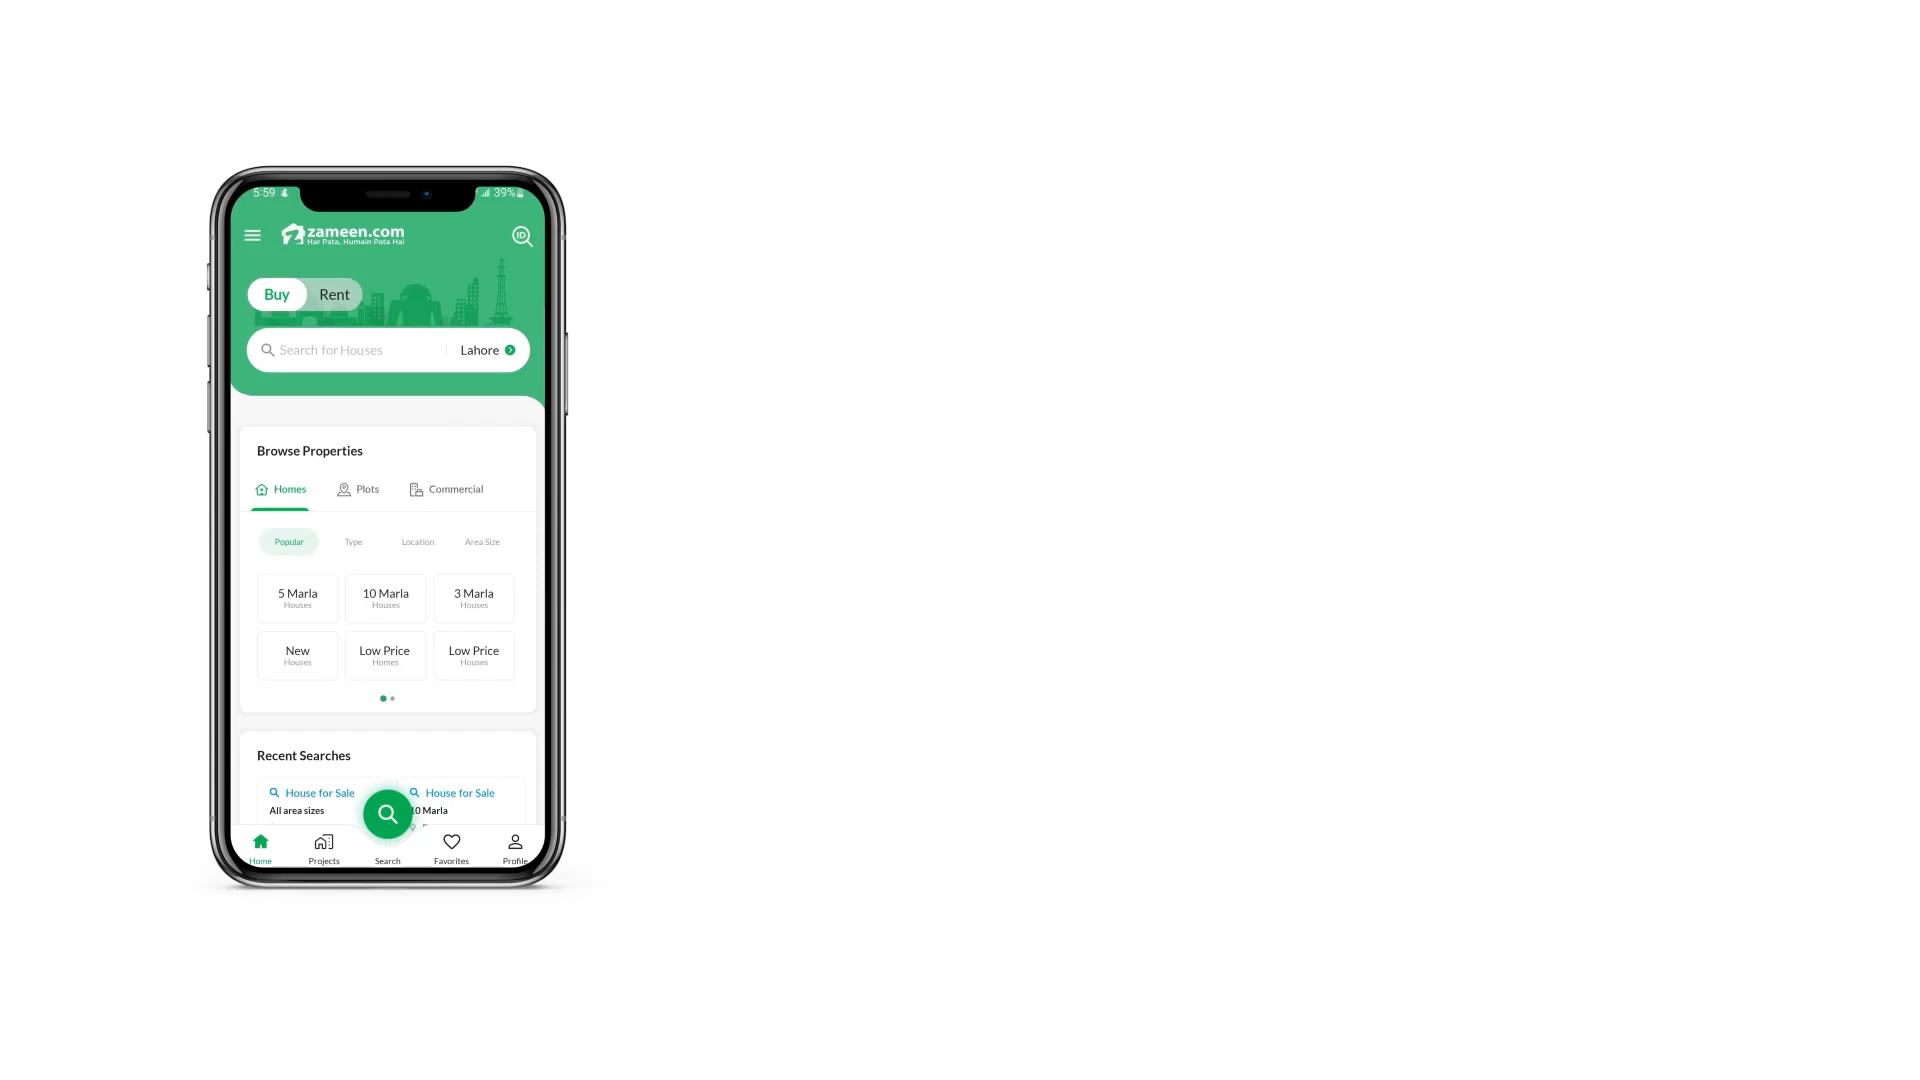 5:59
39%
zameen.com
Har Pata, Humain Pata Hai
ID
Buy Rent
Search for Houses Lahore
Browse Properties
Homes Plots Commercial
Popular Type Location Area Size
5 Marla 10 Marla 3 Marla
Houses Houses Houses
New Low Price Low Price
Houses Homes Houses
Recent Searches
House for Sale House for Sale
All area sizes 10 Marla
Home Projects Search Favorites Profile